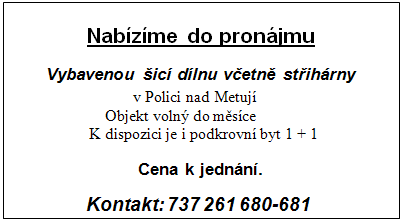 Nabízíme do pronájmu
Vybavenou šicí dílnu včetně střihárny
v Polici nad Metují
Objekt volný do měsíce
K dispozici je i podkrovní byt 1 + 1
Cena k jednání.
Kontakt: 737 261 680-681